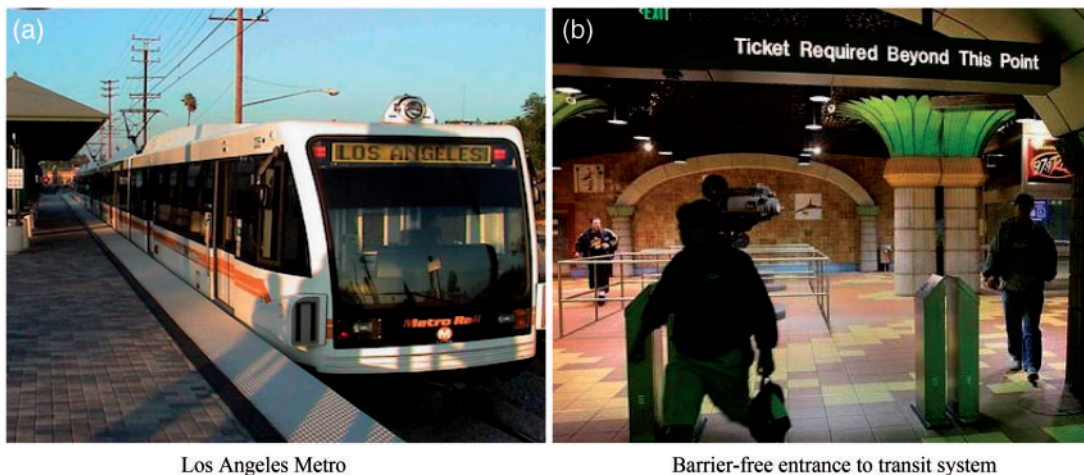 (a)
LOS ANGELES
Metro Rail
M
(b)
EXIT
Ticket Required Beyond This Point
Los Angeles Metro
Barrier-free entrance to transit system